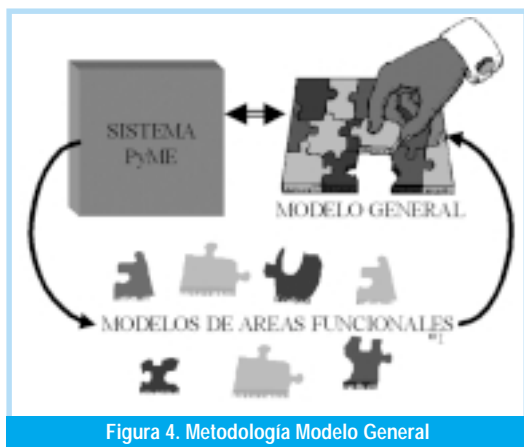 SISTEMA
PyME
MODELO GENERAL
MODELOS DE AREAS FUNCIONALES
Figura 4. Metodología Modelo General